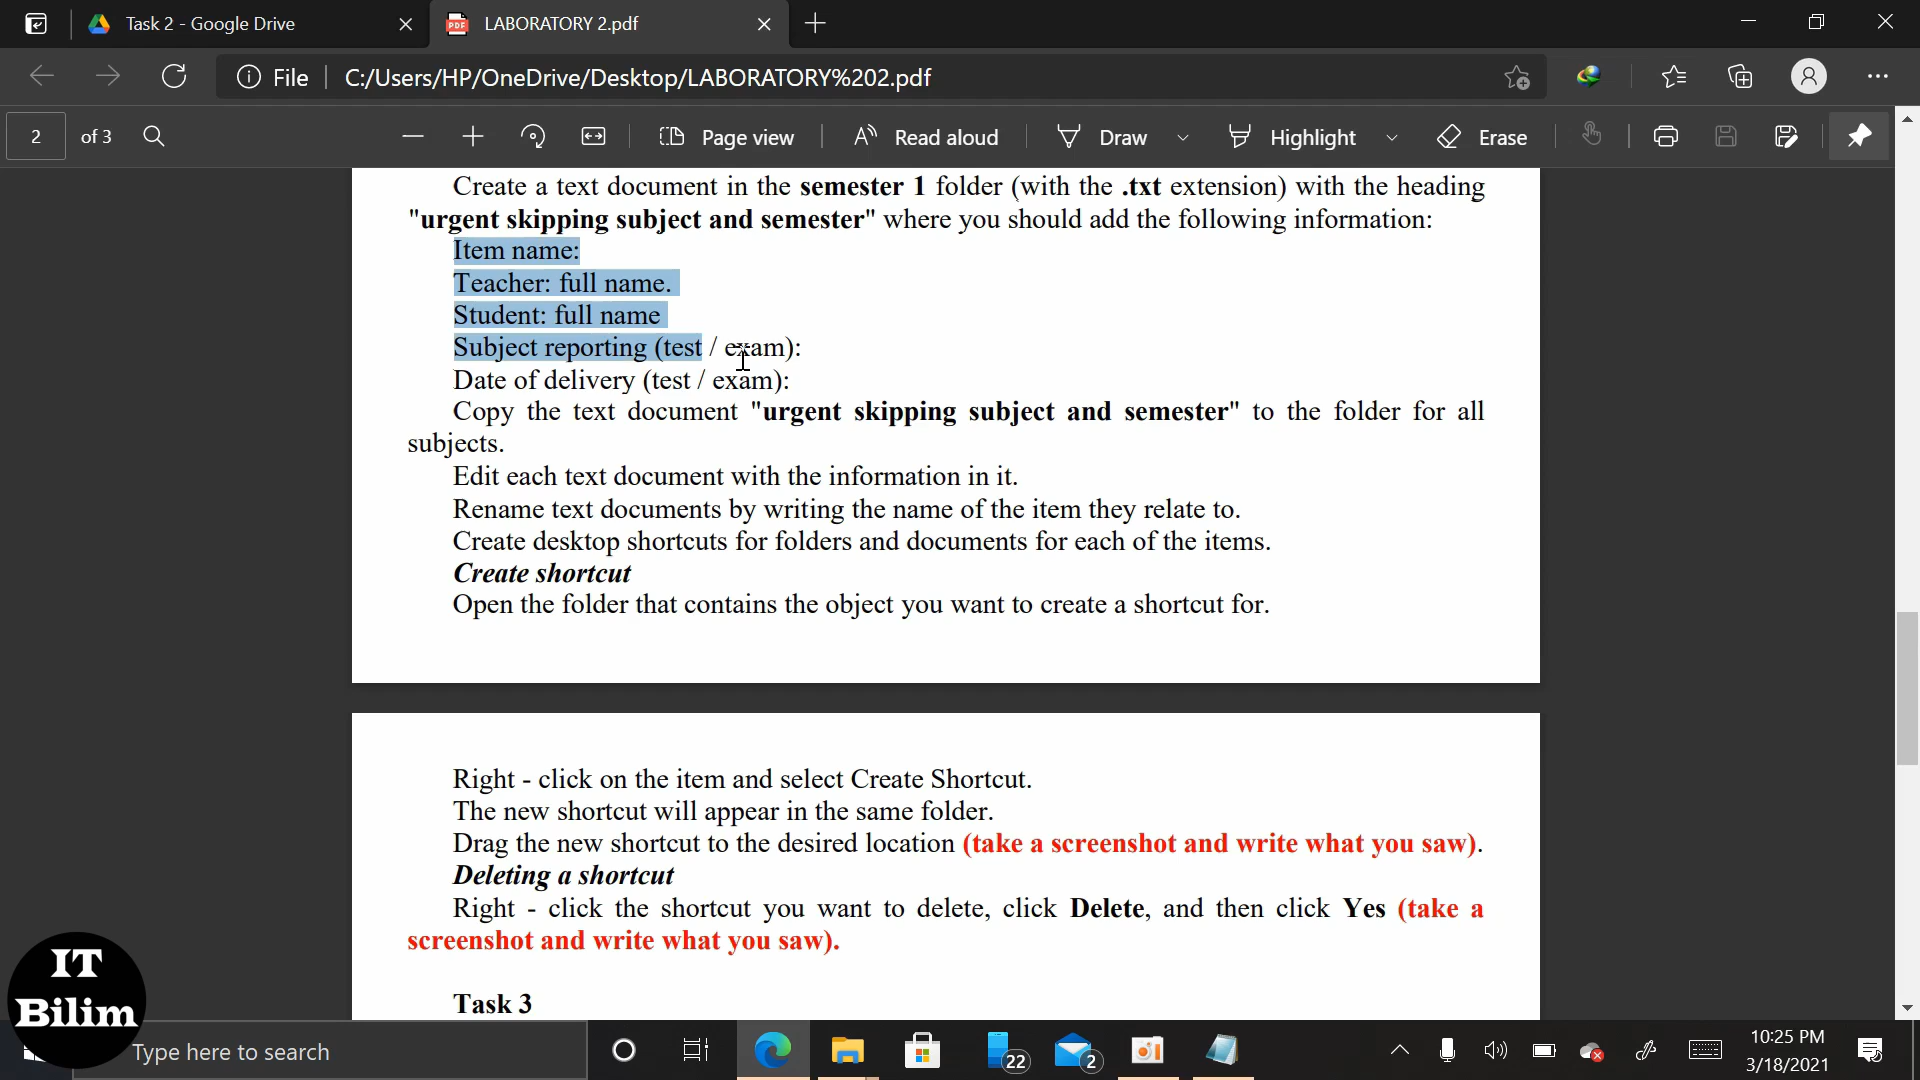 Task 2 - Google Drive
LABORATORY 2.pdf
File
C:/Users/HP/OneDrive/Desktop/LABORATORY%202.pdf
2 of 3
Page view
Read aloud
Draw
Highlight
Erase
Create a text document in the semester 1 folder (with the .txt extension) with the heading
"urgent skipping subject and semester" where you should add the following information:
Item name:
Teacher: full name.
Student: full name
Subject reporting (test / exam):
Date of delivery (test / exam):
Copy the text document "urgent skipping subject and semester" to the folder for all
subjects.
Edit each text document with the information in it.
Rename text documents by writing the name of the item they relate to.
Create desktop shortcuts for folders and documents for each of the items.
Create shortcut
Open the folder that contains the object you want to create a shortcut for.
Right - click on the item and select Create Shortcut.
The new shortcut will appear in the same folder.
Drag the new shortcut to the desired location (take a screenshot and write what you saw).
Deleting a shortcut
Right - click the shortcut you want to delete, click Delete, and then click Yes (take a
screenshot and write what you saw).
Task 3
IT
Bilim
Type here to search
22
2
10:25 PM
3/18/2021